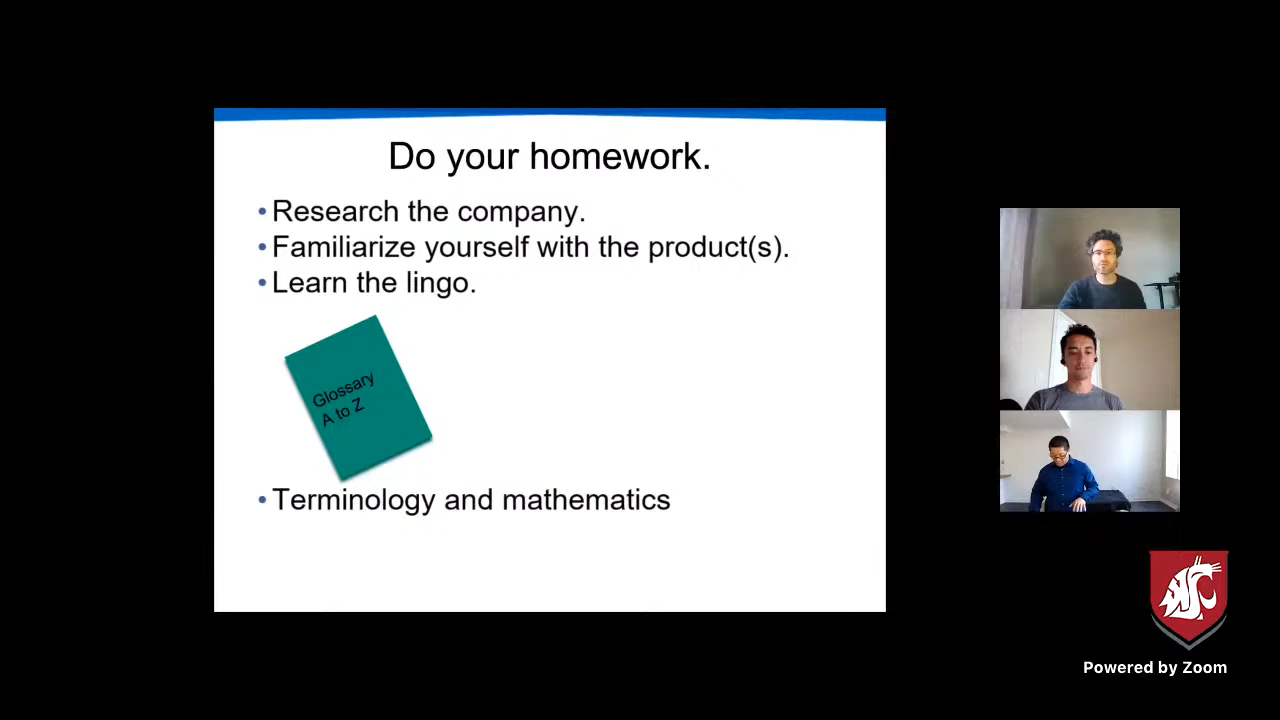 Do your homework.
•Research the company.
•Familiarize yourself with the product(s).
•Learn the lingo.
Glossary
A to Z
•Terminology and mathematics
Powered by Zoom